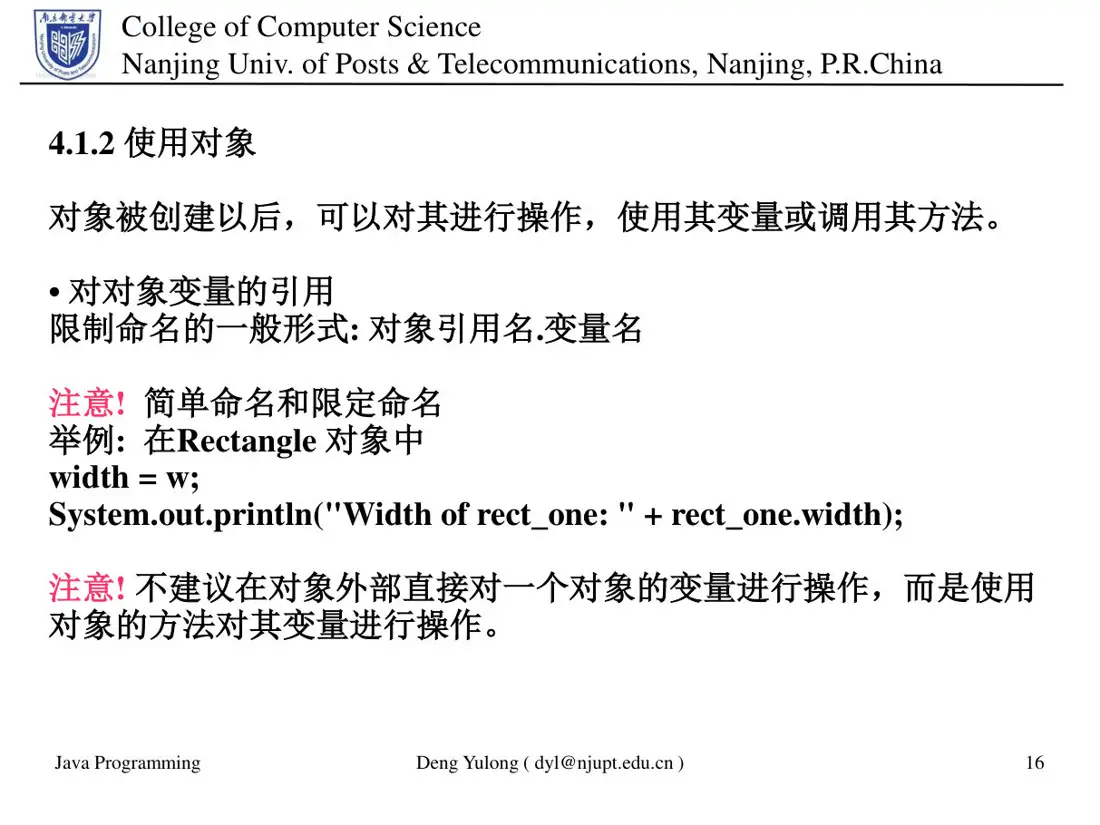 College of Computer Science
Nanjing Univ. of Posts & Telecommunications, Nanjing, P.R.China
4.1.2 使用对象
对象被创建以后，可以对其进行操作，使用其变量或调用其方法。
• 对对象变量的引用
限制命名的一般形式: 对象引用名.变量名
注意! 简单命名和限定命名
举例: 在Rectangle 对象中
width = w;
System.out.println("Width of rect_one: " + rect_one.width);
注意! 不建议在对象外部直接对一个对象的变量进行操作，而是使用
对象的方法对其变量进行操作。
Java Programming
Deng Yulong ( dyl@njupt.edu.cn )
16